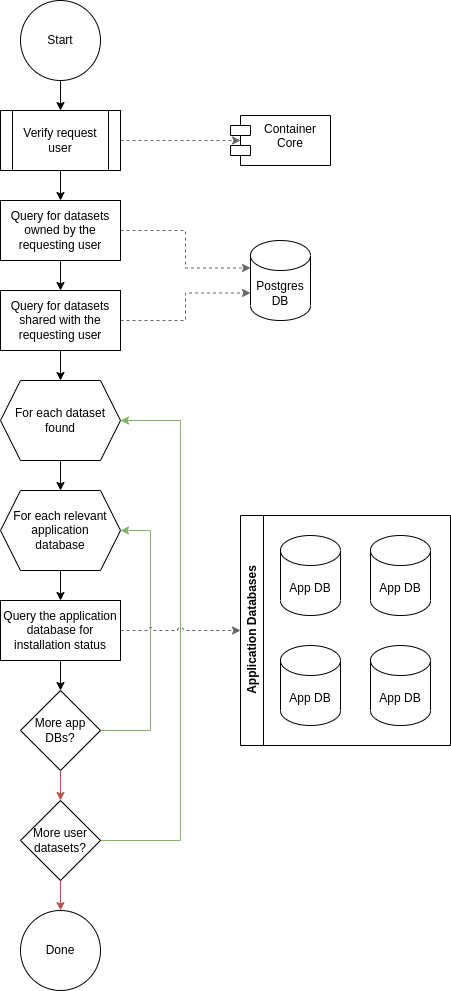 Start
Verify request
user
Container
Core
Query for datasets
owned by the
requesting user
Postgres
DB
Query for datasets
shared with the
requesting user
For each dataset
found
For each relevant
application
database
Application Databases
App DB
App DB
Query the application
database for
installation status
App DB
App DB
More app
DBs?
More user
datasets?
Done